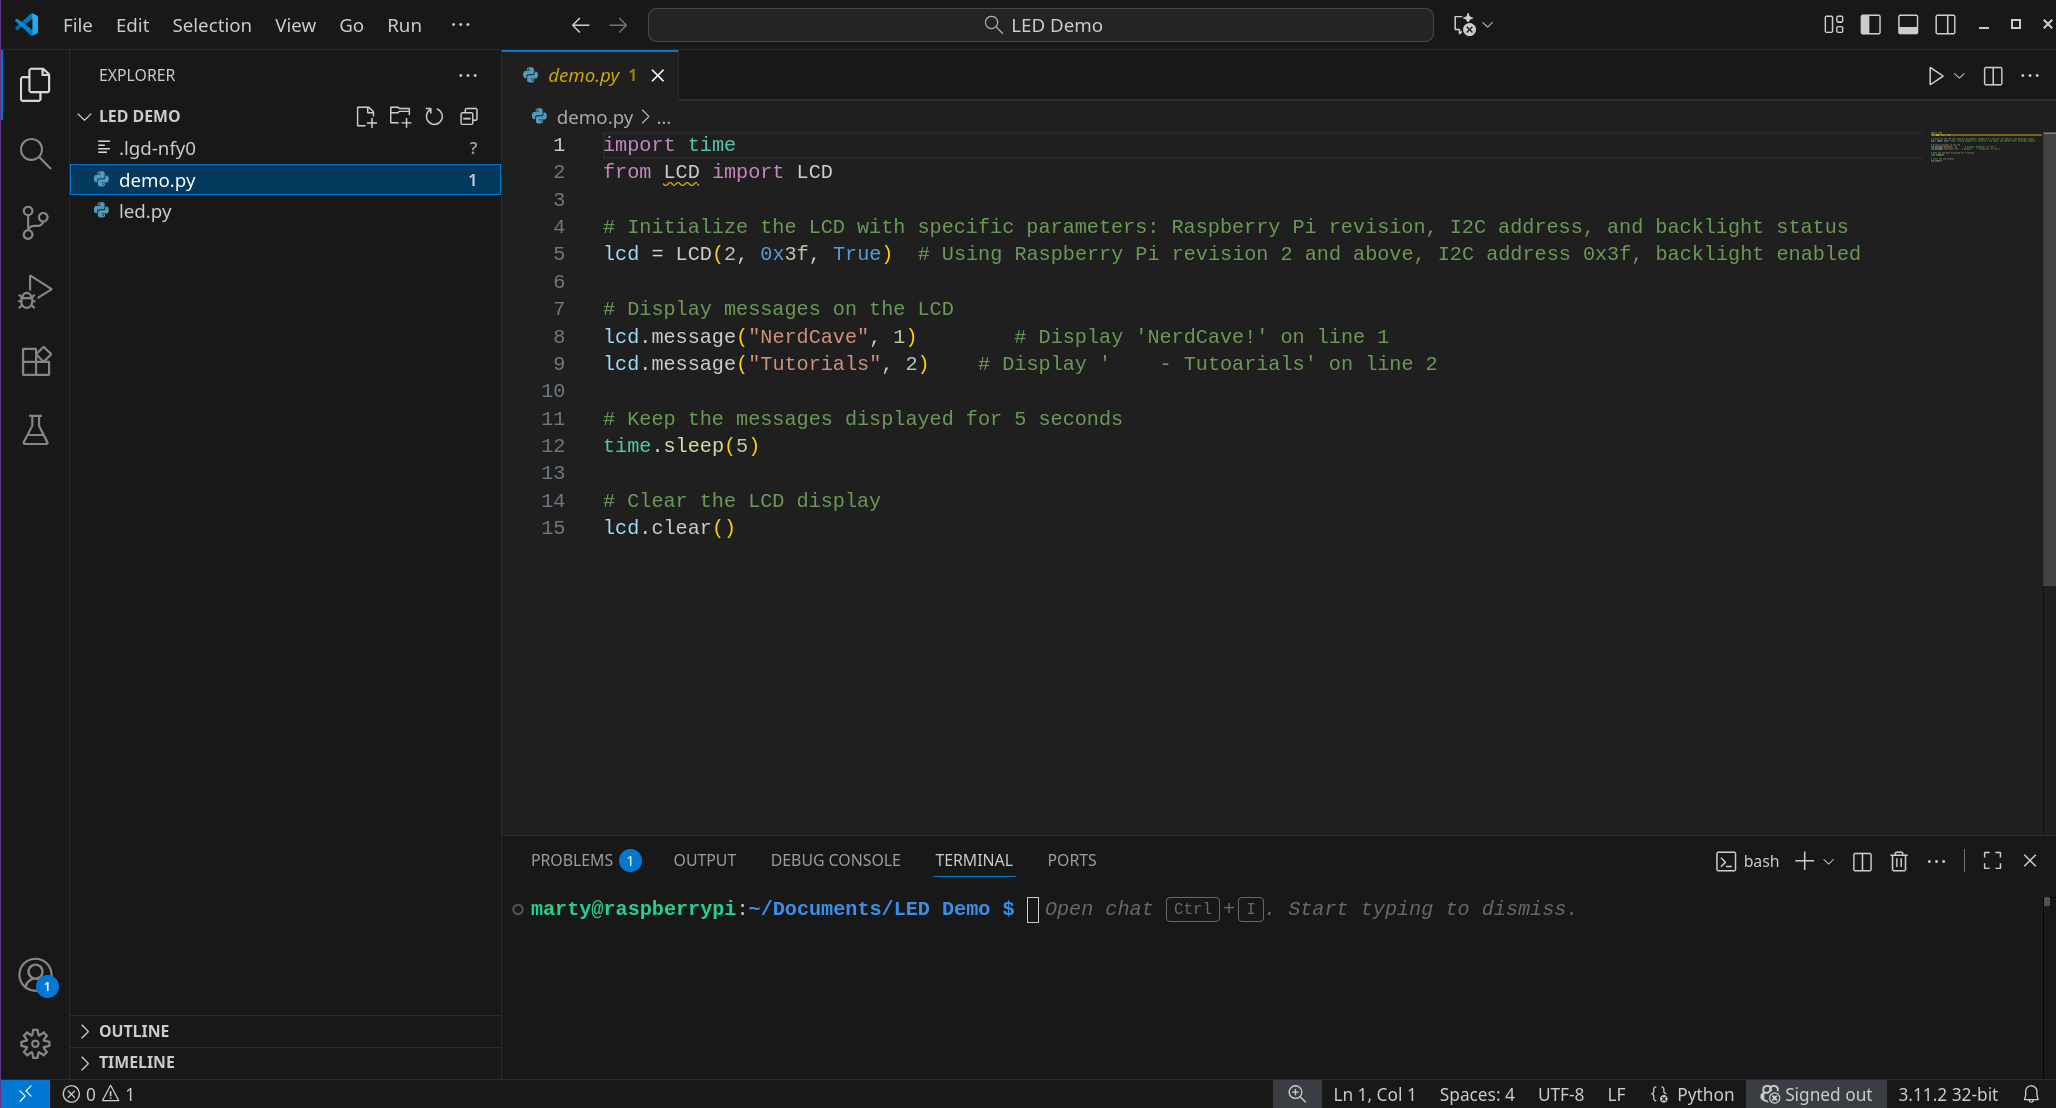 File Edit Selection View Go Run ··· LED Demo
EXPLORER ···
LED DEMO
.lgd-nfy0 ?
demo.py 1
led.py
OUTLINE
TIMELINE
demo.py 1
demo.py > ...
1 import time
2 from LCD import LCD
3
4 # Initialize the LCD with specific parameters: Raspberry Pi revision, I2C address, and backlight status
5 lcd = LCD(2, 0x3f, True)  # Using Raspberry Pi revision 2 and above, I2C address 0x3f, backlight enabled
6
7 # Display messages on the LCD
8 lcd.message("NerdCave", 1)        # Display 'NerdCave!' on line 1
9 lcd.message("Tutorials", 2)    # Display '    - Tutoarials' on line 2
10
11 # Keep the messages displayed for 5 seconds
12 time.sleep(5)
13
14 # Clear the LCD display
15 lcd.clear()
PROBLEMS 1 OUTPUT DEBUG CONSOLE TERMINAL PORTS bash
marty@raspberrypi:~/Documents/LED Demo $ Open chat Ctrl+I. Start typing to dismiss.
1
0 1 Ln 1, Col 1 Spaces: 4 UTF-8 LF Python Signed out 3.11.2 32-bit